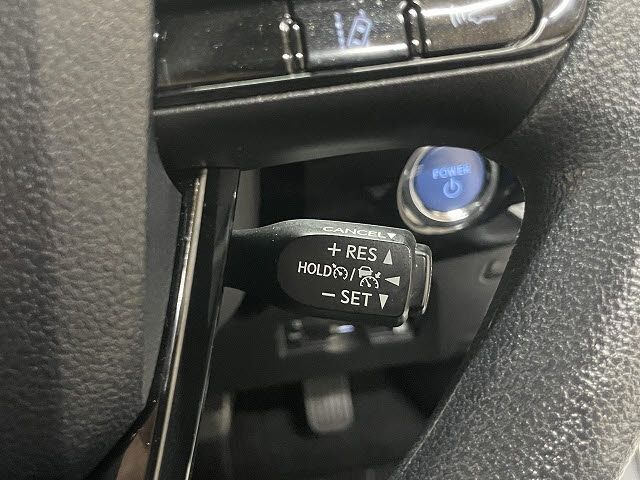 POWER
CANCEL▼
+ RES ▲
HOLD / ◀
− SET ▼